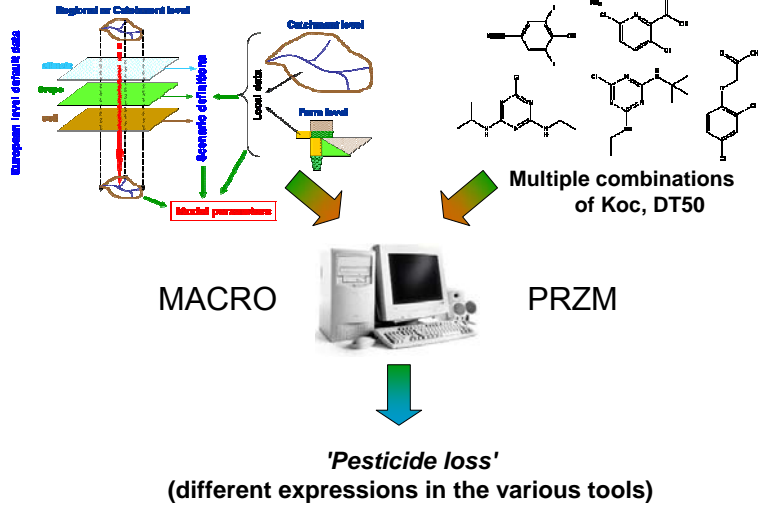 Regional or Catchment level
European level default data
climate
Crops
soil
Scenario definitions
Local data
Catchment level
Farm level
Model parameters
Multiple combinations
of Koc, DT50
MACRO
PRZM
'Pesticide loss'
(different expressions in the various tools)